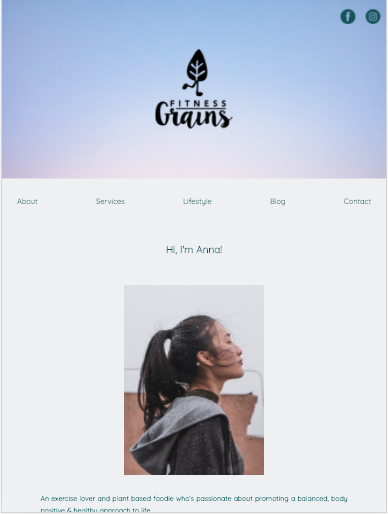 FITNESS
Grains
About Services Lifestyle Blog Contact
Hi, I'm Anna!
An exercise lover and plant based foodie who's passionate about promoting a balanced, body
positive & healthy approach to life.